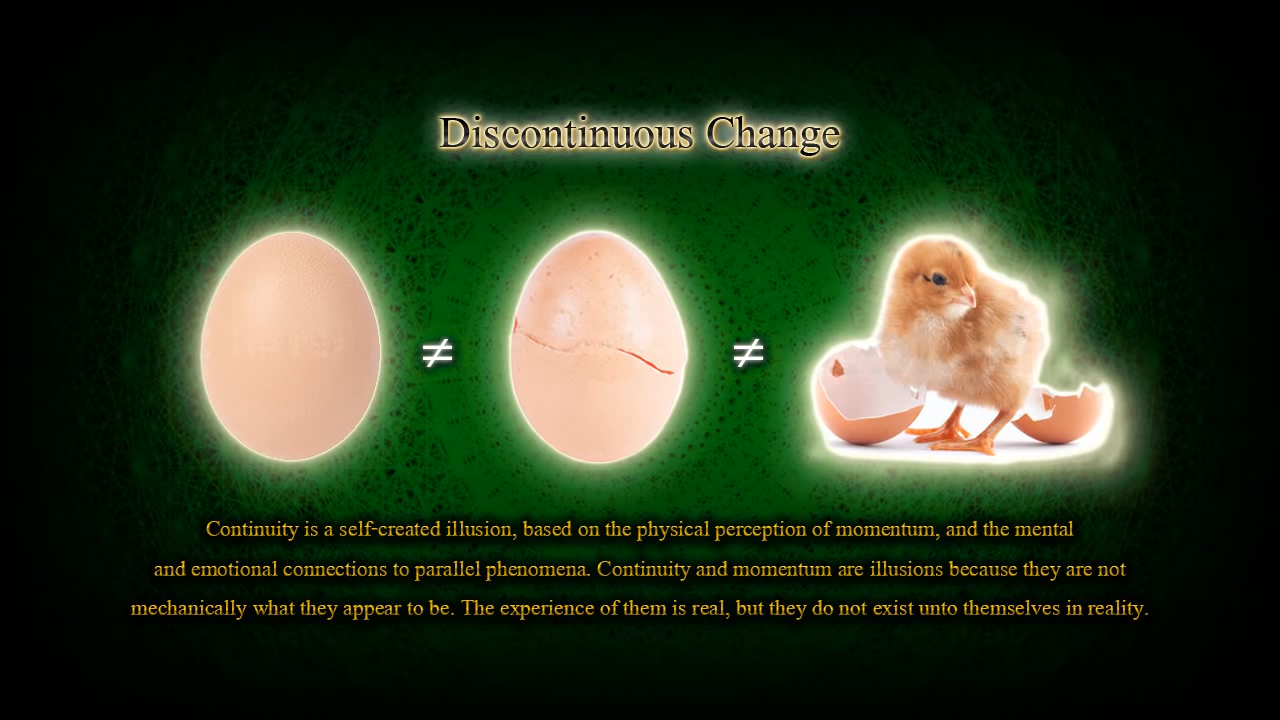 Discontinuous Change
≠ ≠
Continuity is a self-created illusion, based on the physical perception of momentum, and the mental
and emotional connections to parallel phenomena. Continuity and momentum are illusions because they are not
mechanically what they appear to be. The experience of them is real, but they do not exist unto themselves in reality.